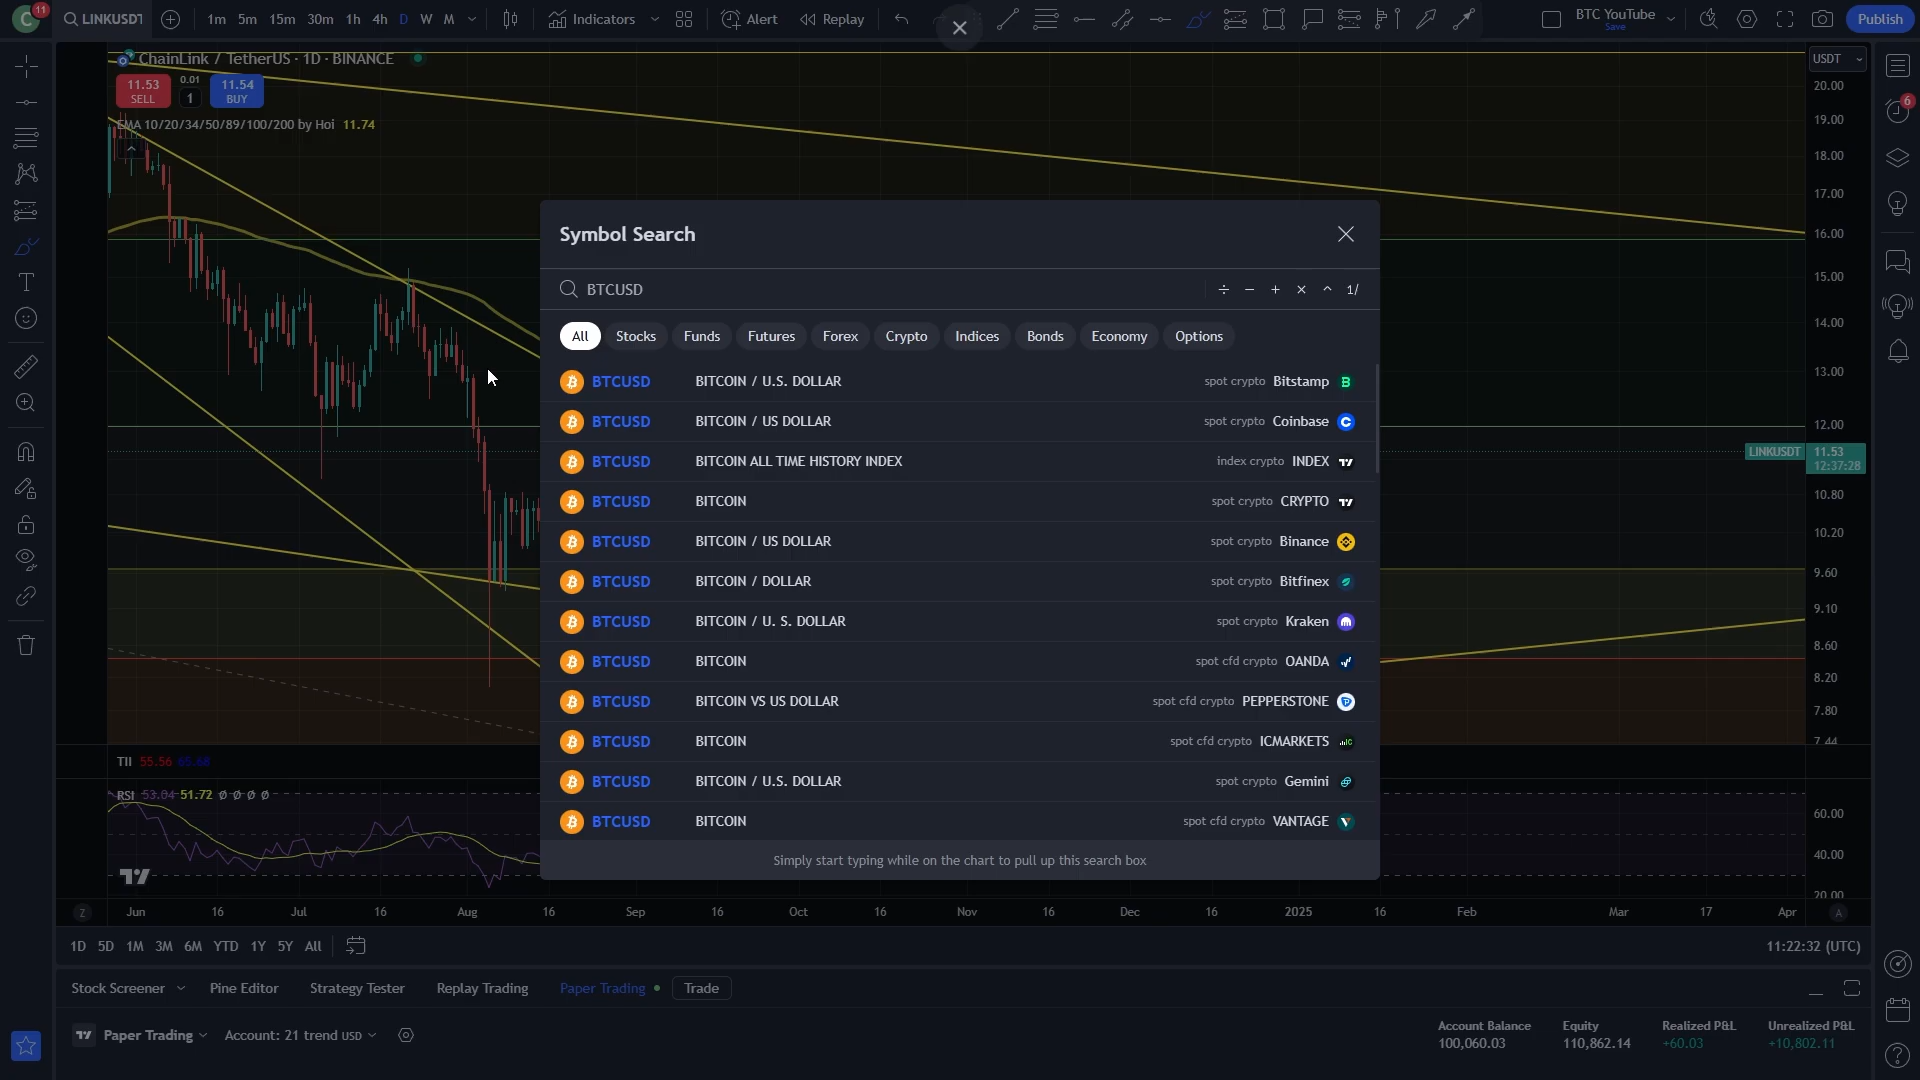 C 11 LINKUSDT 1m 5m 15m 30m 1h 4h D W M Indicators Alert Replay BTC YouTube Save Publish
ChainLink / TetherUS · 1D · BINANCE
USDT
11.53 SELL 0.01 1 11.54 BUY
EMA 10/20/34/50/89/100/200 by Hoi 11.74
20.00
19.00
18.00
17.00
16.00
15.00
14.00
13.00
12.00
LINKUSDT 11.53
12:37:28
10.80
10.20
9.60
9.10
8.60
8.20
7.80
7.44
6
Symbol Search
BTCUSD ÷ − + × ^ 1/
All Stocks Funds Futures Forex Crypto Indices Bonds Economy Options
BTCUSD BITCOIN / U.S. DOLLAR spot crypto Bitstamp
BTCUSD BITCOIN / US DOLLAR spot crypto Coinbase
BTCUSD BITCOIN ALL TIME HISTORY INDEX index crypto INDEX
BTCUSD BITCOIN spot crypto CRYPTO
BTCUSD BITCOIN / US DOLLAR spot crypto Binance
BTCUSD BITCOIN / DOLLAR spot crypto Bitfinex
BTCUSD BITCOIN / U. S. DOLLAR spot crypto Kraken
BTCUSD BITCOIN spot cfd crypto OANDA
BTCUSD BITCOIN VS US DOLLAR spot cfd crypto PEPPERSTONE
BTCUSD BITCOIN spot cfd crypto ICMARKETS
BTCUSD BITCOIN / U.S. DOLLAR spot crypto Gemini
BTCUSD BITCOIN spot cfd crypto VANTAGE
Simply start typing while on the chart to pull up this search box
TII 55.56 65.68
RSI 53.04 51.72 ∅ ∅ ∅ ∅
60.00
40.00
20.00
Z Jun 16 Jul 16 Aug 16 Sep 16 Oct 16 Nov 16 Dec 16 2025 16 Feb Mar 17 Apr A
1D 5D 1M 3M 6M YTD 1Y 5Y All 11:22:32 (UTC)
Stock Screener Pine Editor Strategy Tester Replay Trading Paper Trading Trade
Paper Trading Account: 21 trend USD
Account Balance Equity Realized P&L Unrealized P&L
100,060.03 110,862.14 +60.03 +10,802.11